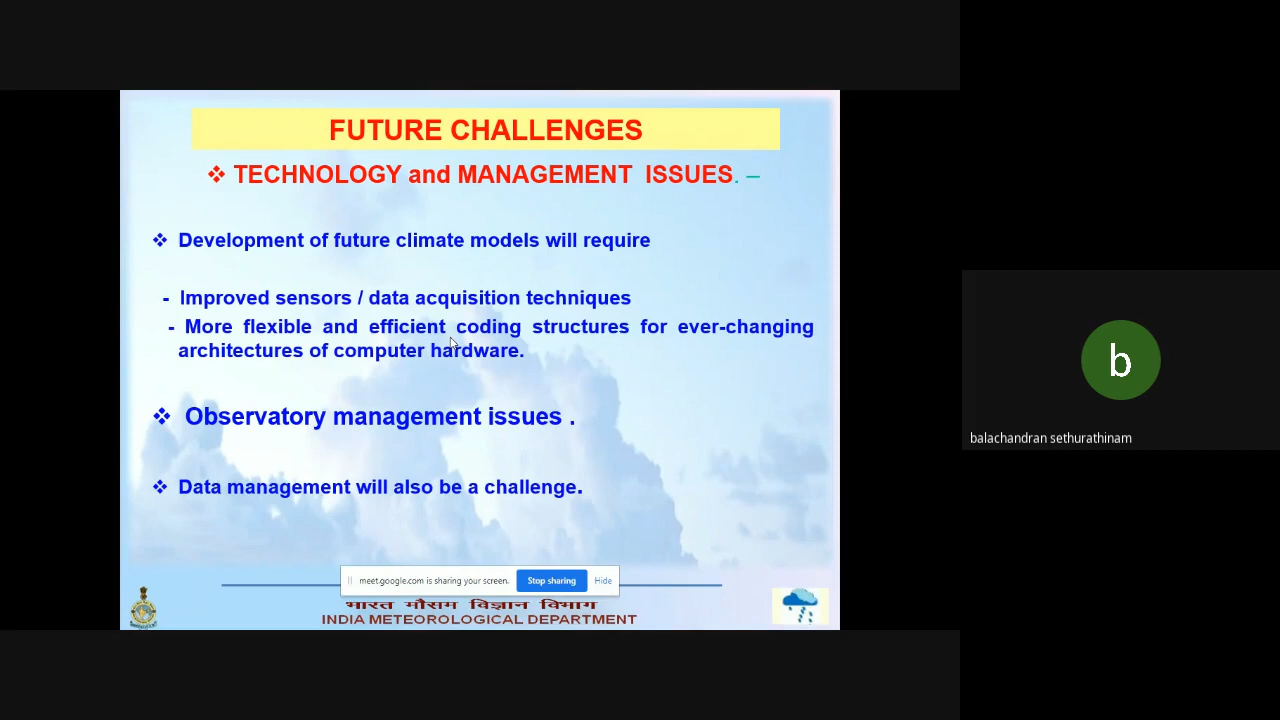 FUTURE CHALLENGES
❖ TECHNOLOGY and MANAGEMENT ISSUES. –
❖ Development of future climate models will require
- Improved sensors / data acquisition techniques
- More flexible and efficient coding structures for ever-changing
architectures of computer hardware.
❖ Observatory management issues .
❖ Data management will also be a challenge.
meet.google.com is sharing your screen. Stop sharing Hide
भारत मौसम विज्ञान विभाग
INDIA METEOROLOGICAL DEPARTMENT
b
balachandran sethurathinam